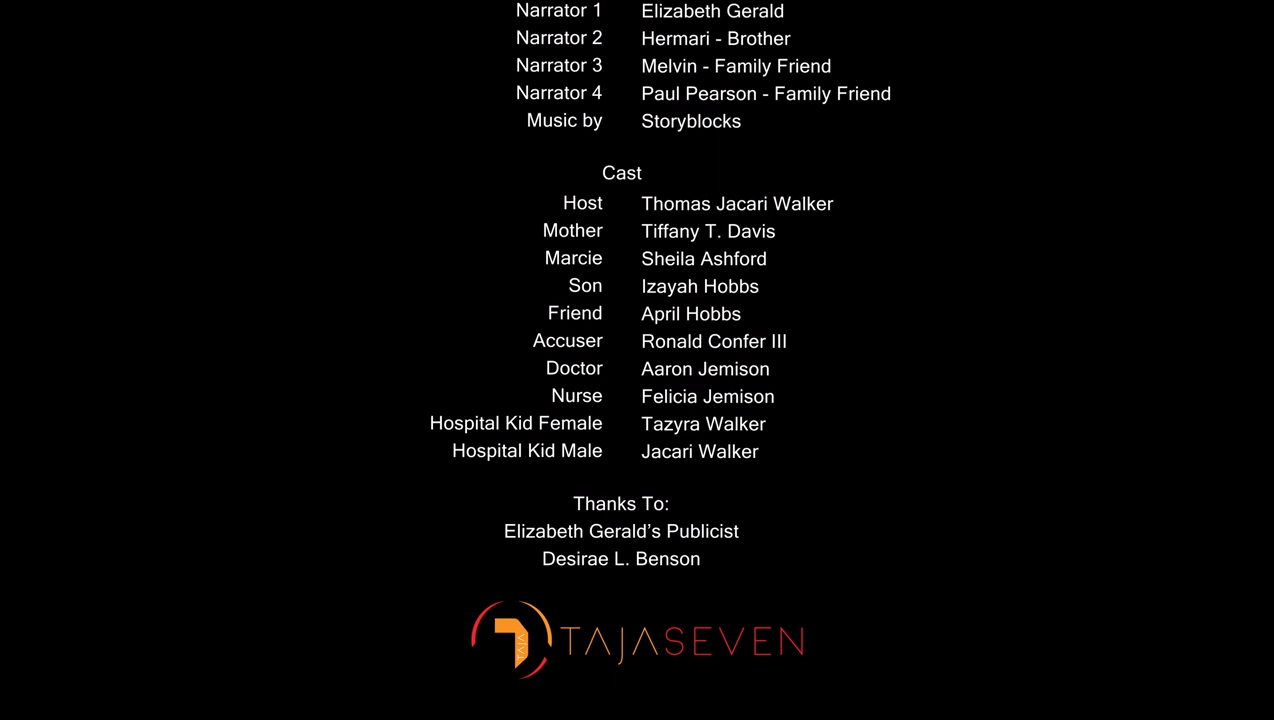 Narrator 1 Elizabeth Gerald
Narrator 2 Hermari - Brother
Narrator 3 Melvin - Family Friend
Narrator 4 Paul Pearson - Family Friend
Music by Storyblocks
Cast
Host Thomas Jacari Walker
Mother Tiffany T. Davis
Marcie Sheila Ashford
Son Izayah Hobbs
Friend April Hobbs
Accuser Ronald Confer III
Doctor Aaron Jemison
Nurse Felicia Jemison
Hospital Kid Female Tazyra Walker
Hospital Kid Male Jacari Walker
Thanks To:
Elizabeth Gerald’s Publicist
Desirae L. Benson
TAJASEVEN